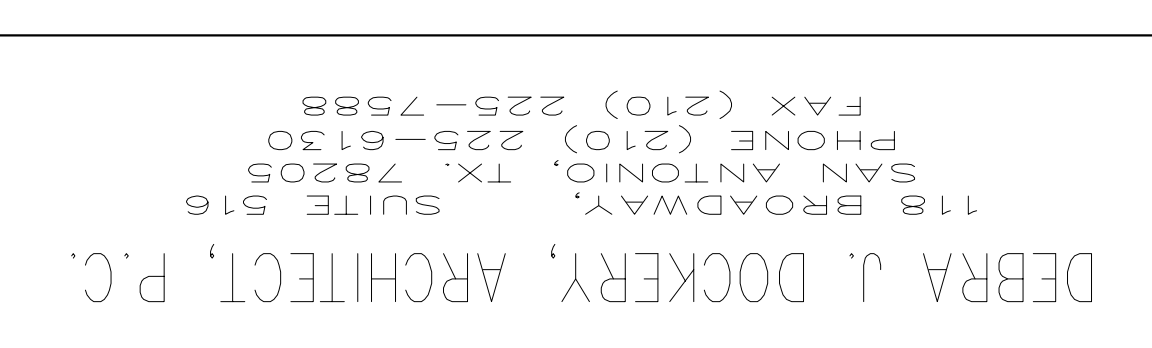 DEBRA J. DOCKERY, ARCHITECT, P.C.
118 BROADWAY, SUITE 516
SAN ANTONIO, TX. 78205
PHONE (210) 225-6130
FAX (210) 225-7588